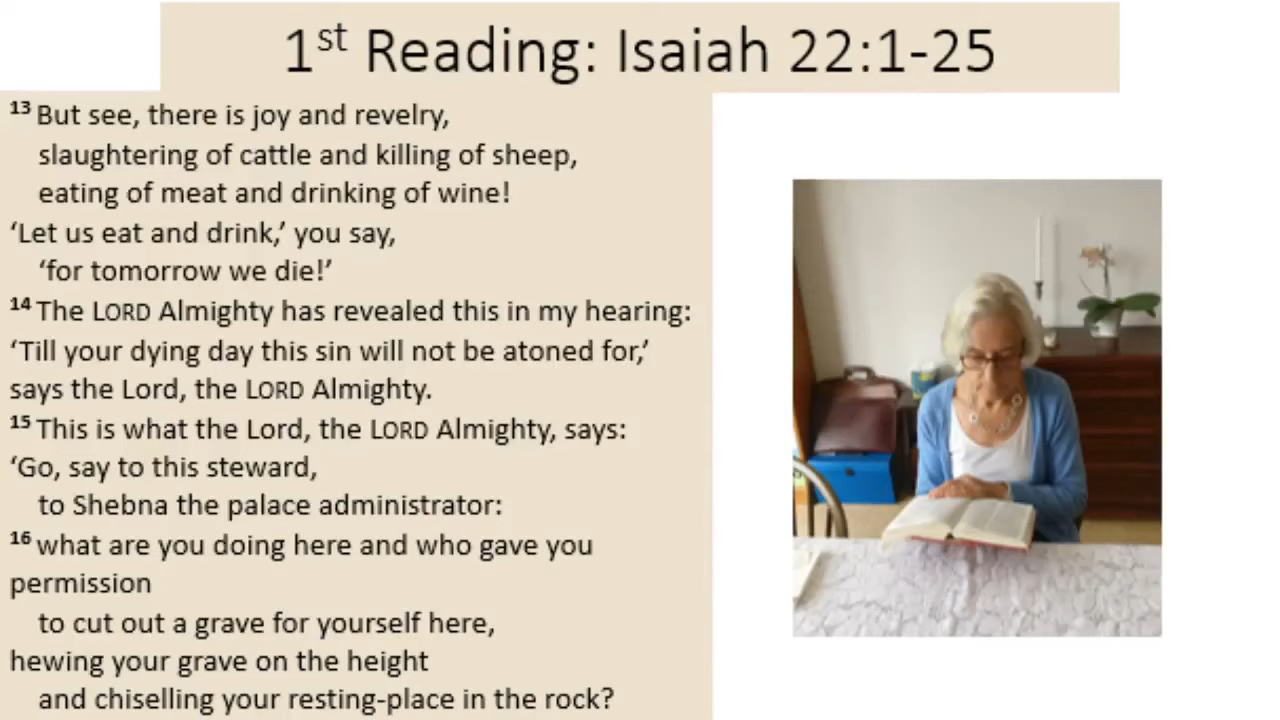 1st Reading: Isaiah 22:1-25
13 But see, there is joy and revelry,
slaughtering of cattle and killing of sheep,
eating of meat and drinking of wine!
‘Let us eat and drink,’ you say,
‘for tomorrow we die!’
14 The LORD Almighty has revealed this in my hearing:
‘Till your dying day this sin will not be atoned for,’
says the Lord, the LORD Almighty.
15 This is what the Lord, the LORD Almighty, says:
‘Go, say to this steward,
to Shebna the palace administrator:
16 what are you doing here and who gave you
permission
to cut out a grave for yourself here,
hewing your grave on the height
and chiselling your resting-place in the rock?